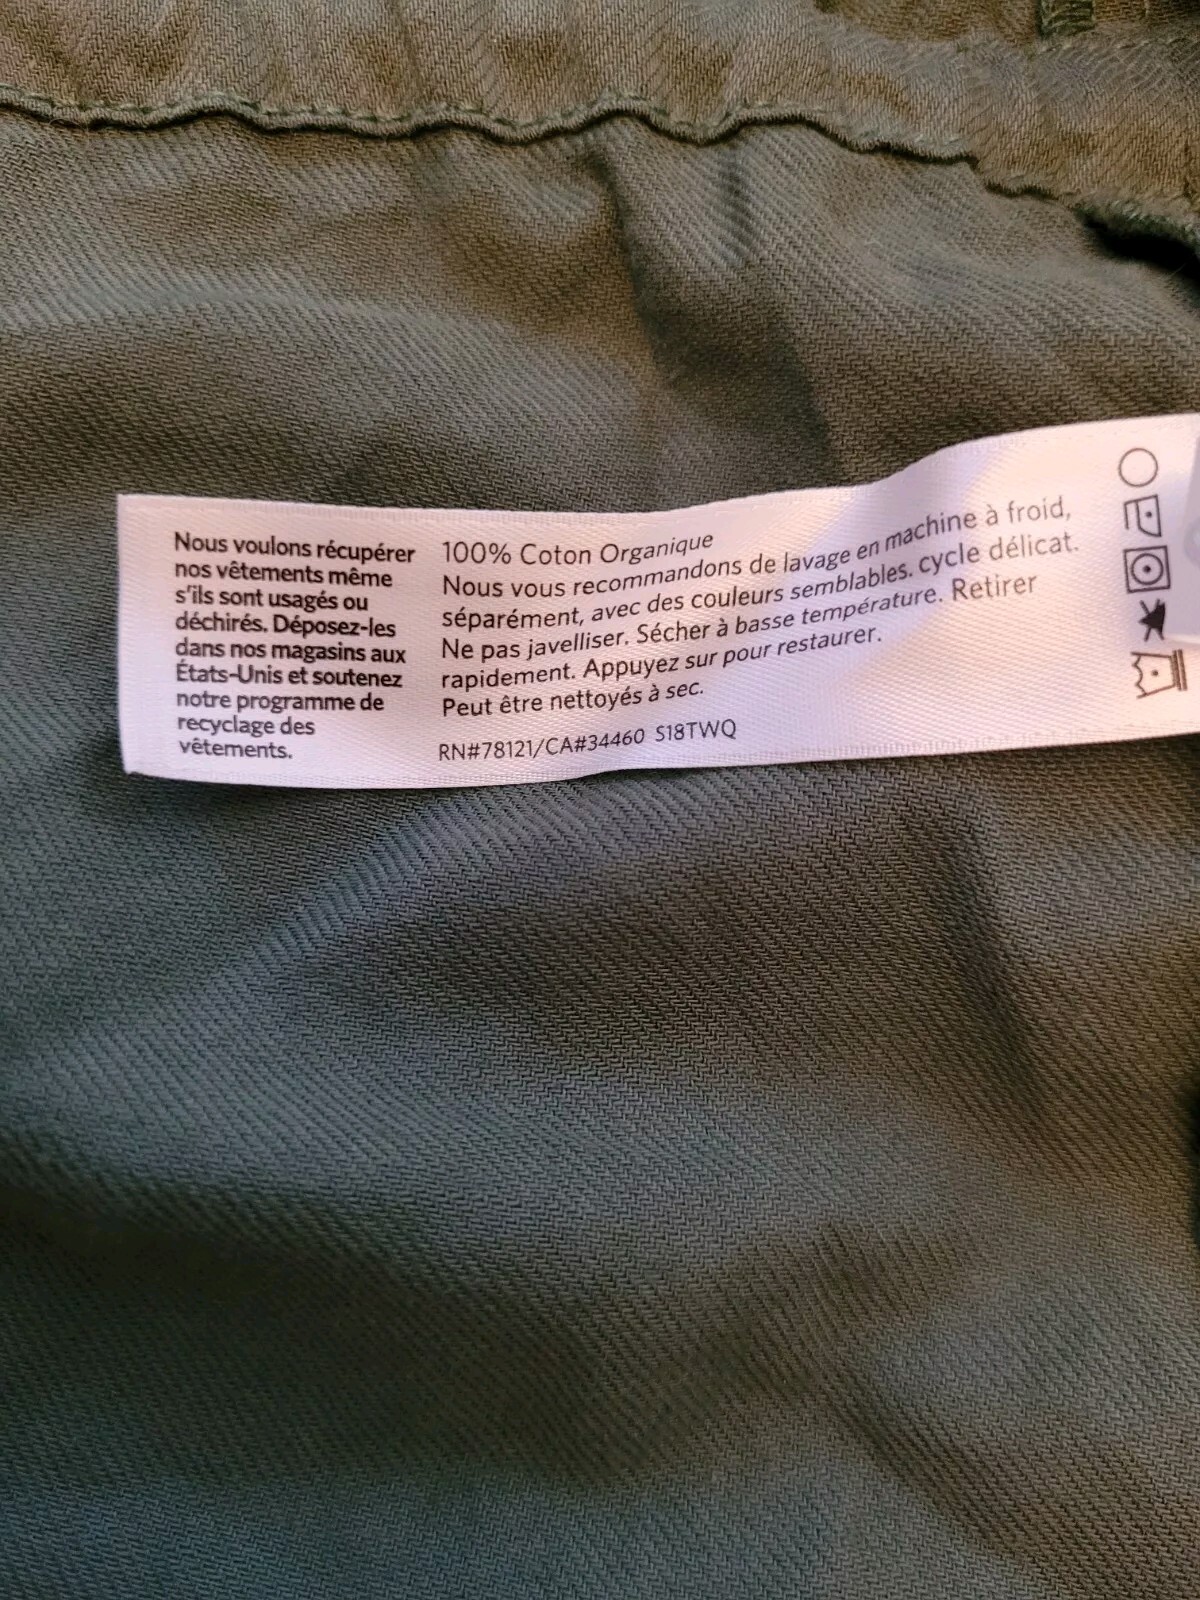 Nous voulons récupérer
nos vêtements même
s'ils sont usagés ou
déchirés. Déposez-les
dans nos magasins aux
États-Unis et soutenez
notre programme de
recyclage des
vêtements.
100% Coton Organique
Nous vous recommandons de lavage en machine à froid,
séparément, avec des couleurs semblables. cycle délicat.
Ne pas javelliser. Sécher à basse température. Retirer
rapidement. Appuyez sur pour restaurer.
Peut être nettoyés à sec.
RN#78121/CA#34460 S18TWQ